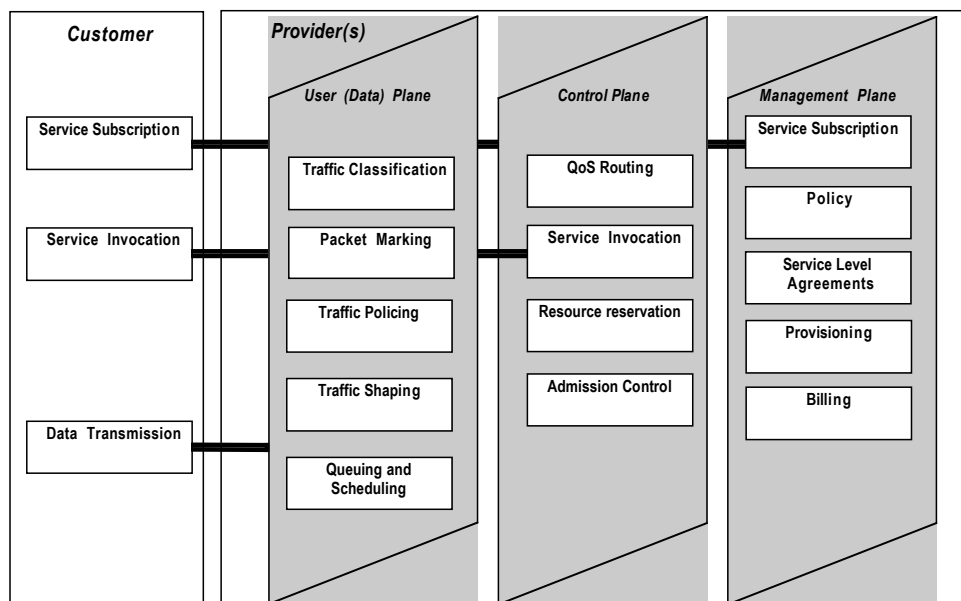 Customer
Service Subscription
Service Invocation
Data Transmission
Provider(s)
User (Data) Plane
Traffic Classification
Packet Marking
Traffic Policing
Traffic Shaping
Queuing and
Scheduling
Control Plane
QoS Routing
Service Invocation
Resource reservation
Admission Control
Management Plane
Service Subscription
Policy
Service Level
Agreements
Provisioning
Billing